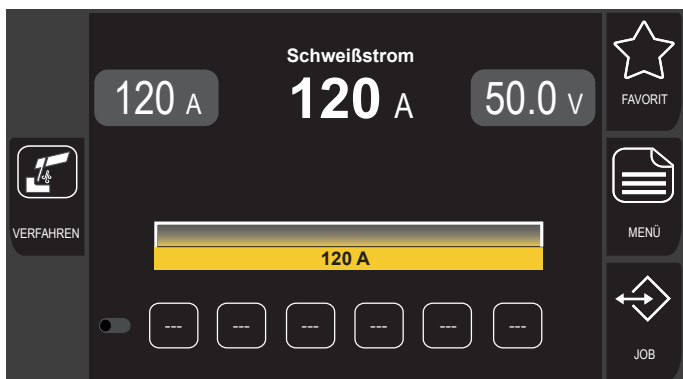 Schweißstrom
120 A
120 A
50.0 V
FAVORIT
VERFAHREN
MENÜ
120 A
--- --- --- --- --- ---
JOB